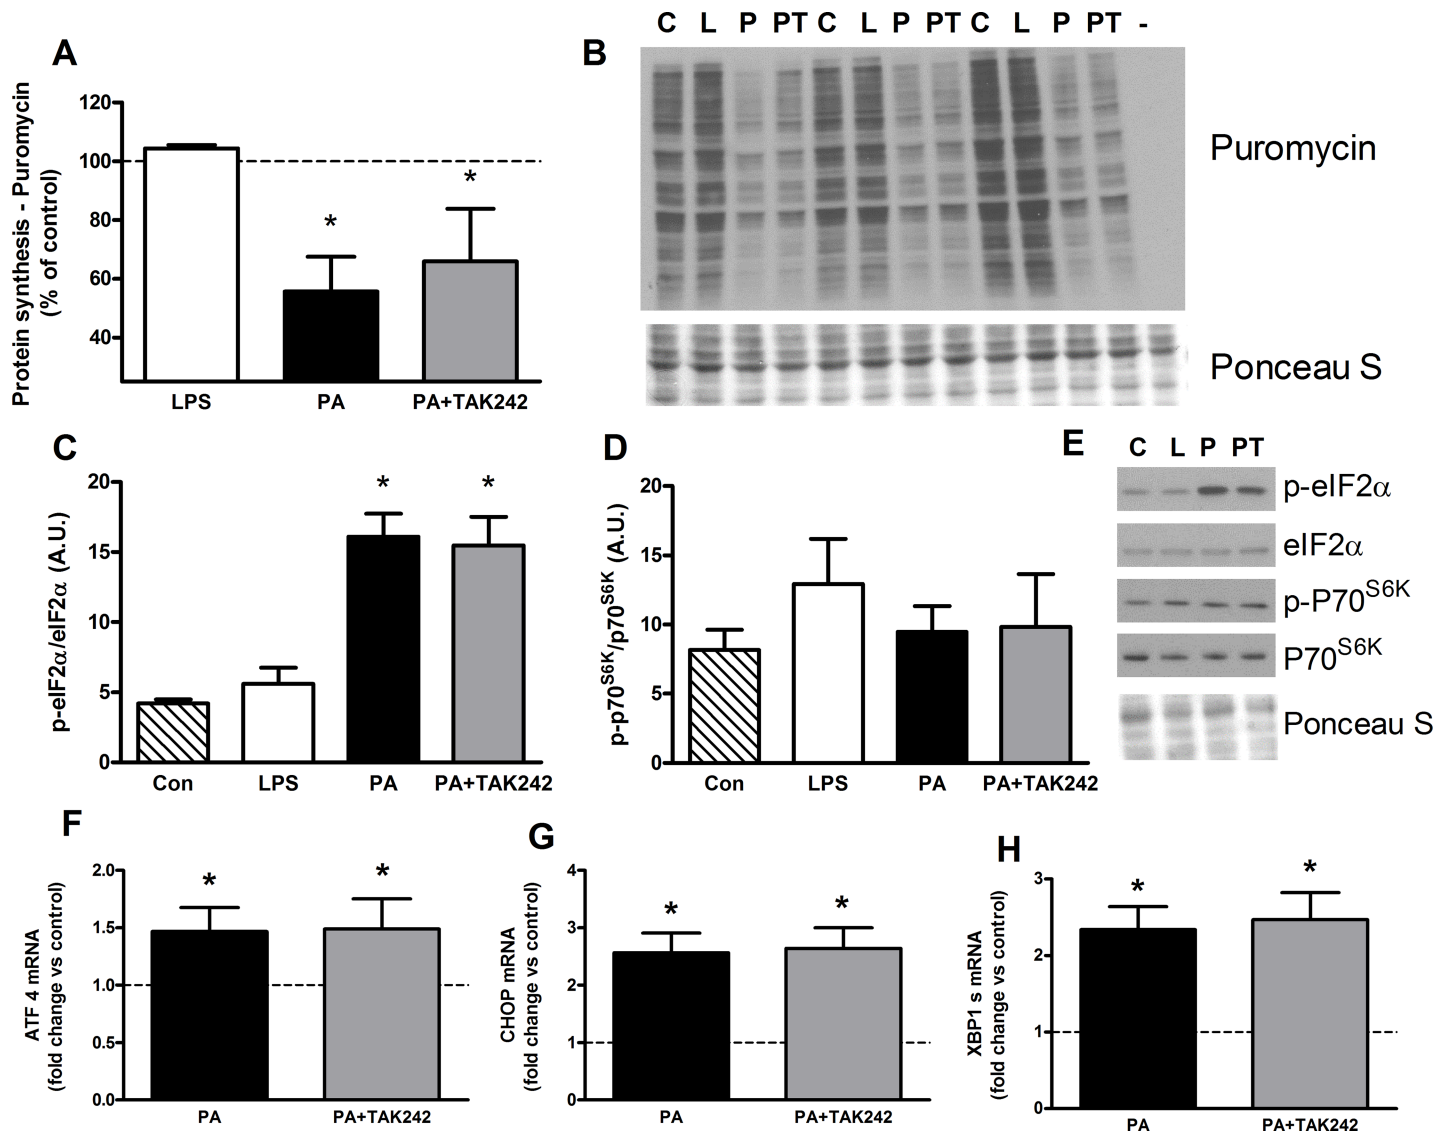 A
Protein synthesis - Puromycin
(% of control)
120
100
80
60
40
*
*
LPS PA PA+TAK242
B
C L P PT C L P PT C L P PT -
Puromycin
Ponceau S
C
p-eIF2α/eIF2α (A.U.)
20
15
10
5
0
*
*
Con LPS PA PA+TAK242
D
p-p70S6K/p70S6K (A.U.)
20
15
10
5
0
Con LPS PA PA+TAK242
E
C L P PT
p-eIF2α
eIF2α
p-P70S6K
P70S6K
Ponceau S
F
ATF 4 mRNA
(fold change vs control)
2.0
1.5
1.0
0.5
0.0
*
*
PA PA+TAK242
G
CHOP mRNA
(fold change vs control)
4
3
2
1
0
*
*
PA PA+TAK242
H
XBP1 s mRNA
(fold change vs control)
3
2
1
0
*
*
PA PA+TAK242